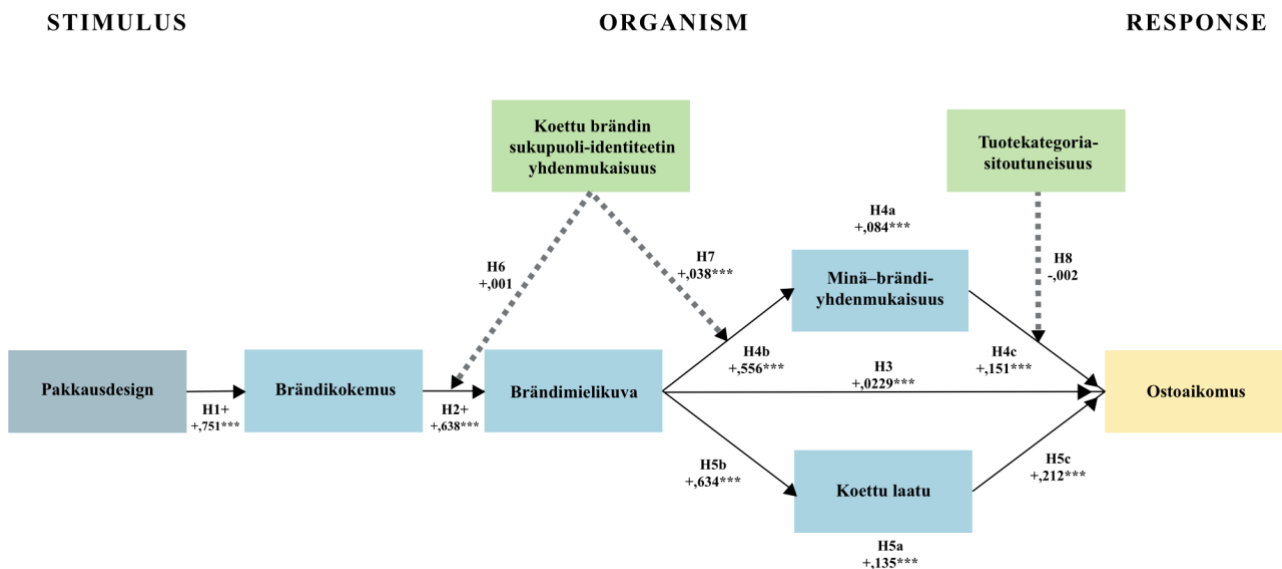 STIMULUS
ORGANISM
RESPONSE
Koettu brändin
sukupuoli-identiteetin
yhdenmukaisuus
Tuotekategoria-
sitoutuneisuus
H4a
+,084***
H6
+,001
H7
+,038***
H8
-,002
Minä–brändi-
yhdenmukaisuus
H4b
+,556***
H4c
+,151***
H3
+,0229***
Pakkausdesign
H1+
+,751***
Brändikokemus
H2+
+,638***
Brändimielikuva
Ostoaikomus
H5b
+,634***
Koettu laatu
H5c
+,212***
H5a
+,135***